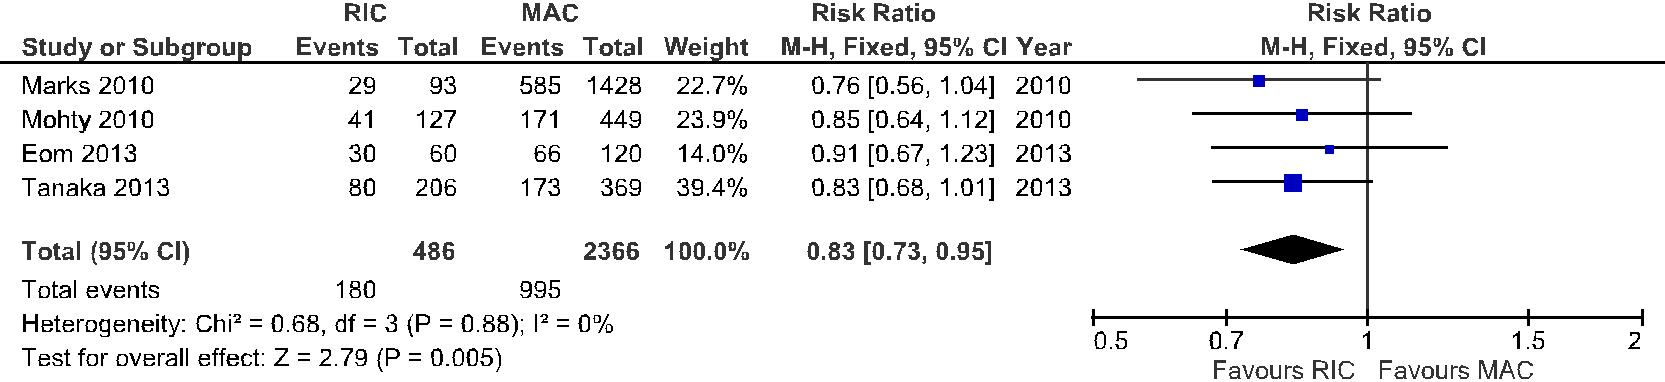 RIC MAC Risk Ratio Risk Ratio
Study or Subgroup Events Total Events Total Weight M-H, Fixed, 95% CI Year M-H, Fixed, 95% CI
Marks 2010 29 93 585 1428 22.7% 0.76 [0.56, 1.04] 2010
Mohty 2010 41 127 171 449 23.9% 0.85 [0.64, 1.12] 2010
Eom 2013 30 60 66 120 14.0% 0.91 [0.67, 1.23] 2013
Tanaka 2013 80 206 173 369 39.4% 0.83 [0.68, 1.01] 2013
Total (95% CI) 486 2366 100.0% 0.83 [0.73, 0.95]
Total events 180 995
Heterogeneity: Chi² = 0.68, df = 3 (P = 0.88); I² = 0%
Test for overall effect: Z = 2.79 (P = 0.005)
0.5 0.7 1 1.5 2
Favours RIC Favours MAC